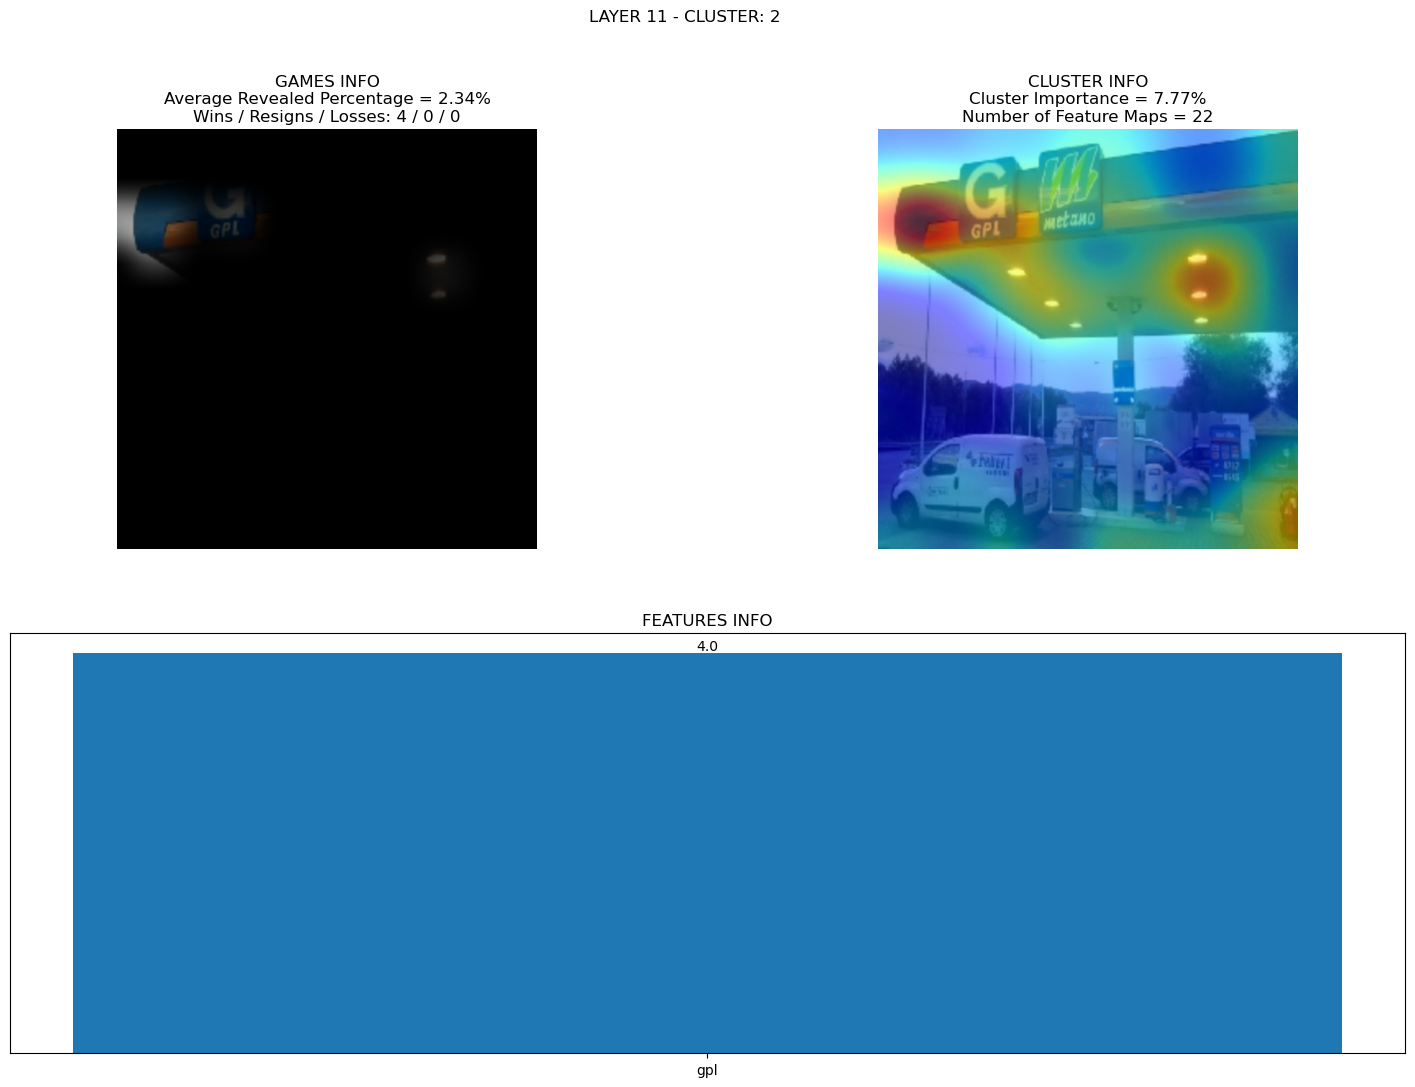 LAYER 11 - CLUSTER: 2
GAMES INFO
Average Revealed Percentage = 2.34%
Wins / Resigns / Losses: 4 / 0 / 0
G
GPL
CLUSTER INFO
Cluster Importance = 7.77%
Number of Feature Maps = 22
G
GPL
metano
FEATURES INFO
4.0
gpl